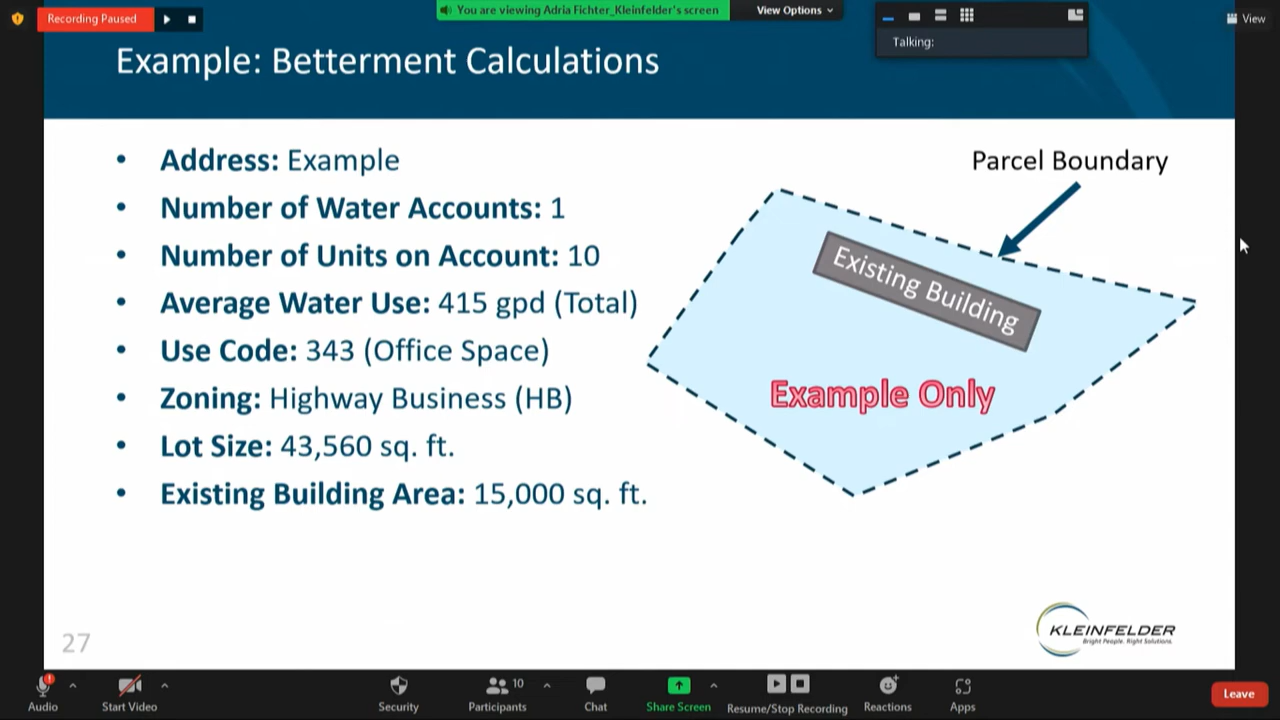 Recording Paused
You are viewing Adria Fichter_Kleinfelder's screen
View Options
Talking:
View
Example: Betterment Calculations
• Address: Example
• Number of Water Accounts: 1
• Number of Units on Account: 10
• Average Water Use: 415 gpd (Total)
• Use Code: 343 (Office Space)
• Zoning: Highway Business (HB)
• Lot Size: 43,560 sq. ft.
• Existing Building Area: 15,000 sq. ft.
Parcel Boundary
Existing Building
Example Only
27
KLEINFELDER
Bright People. Right Solutions.
Audio
Start Video
Security
Participants 10
Chat
Share Screen
Resume/Stop Recording
Reactions
Apps
Leave